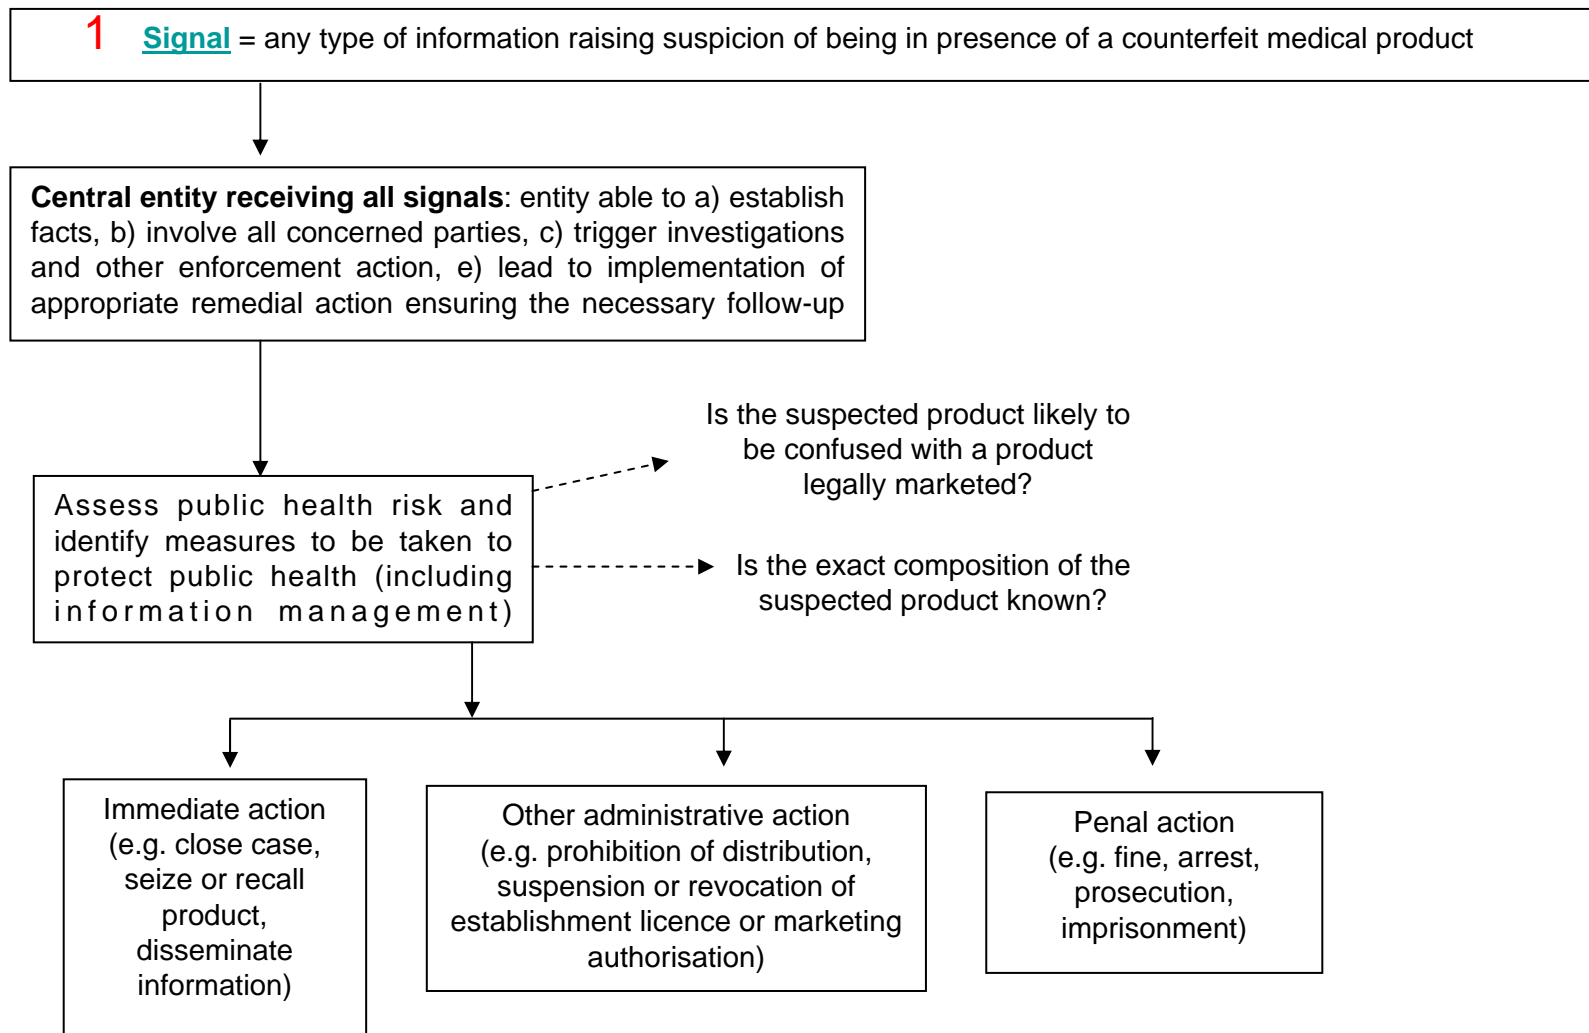 1 Signal = any type of information raising suspicion of being in presence of a counterfeit medical product
Central entity receiving all signals: entity able to a) establish
facts, b) involve all concerned parties, c) trigger investigations
and other enforcement action, e) lead to implementation of
appropriate remedial action ensuring the necessary follow-up
Is the suspected product likely to
be confused with a product
legally marketed?
Assess public health risk and
identify measures to be taken to
protect public health (including
information management)
Is the exact composition of the
suspected product known?
Immediate action
(e.g. close case,
seize or recall
product,
disseminate
information)
Other administrative action
(e.g. prohibition of distribution,
suspension or revocation of
establishment licence or marketing
authorisation)
Penal action
(e.g. fine, arrest,
prosecution,
imprisonment)